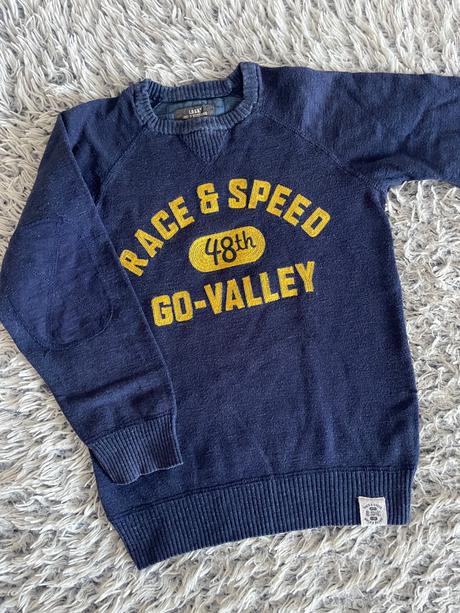 L.O.G.G.
RACE & SPEED
48th
GO-VALLEY